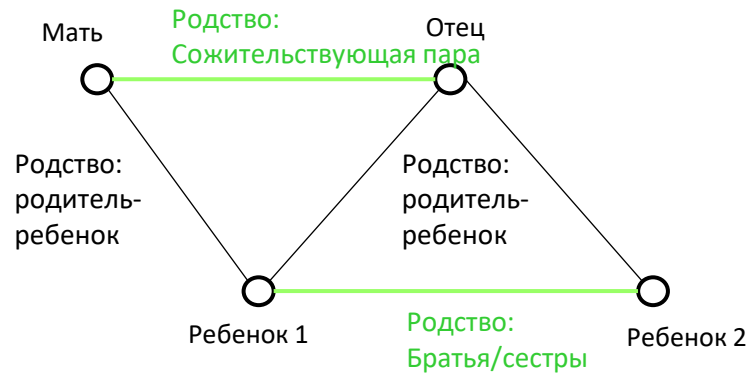 Родство:
Сожительствующая пара
Мать
Отец
Родство:
родитель-
ребенок
Родство:
родитель-
ребенок
Ребенок 1
Родство:
Братья/сестры
Ребенок 2